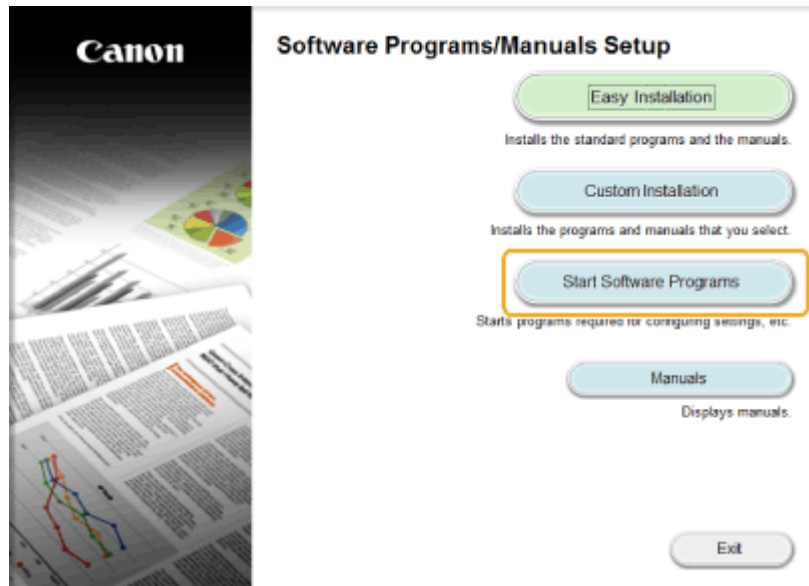 Canon
Software Programs/Manuals Setup
Easy Installation
Installs the standard programs and the manuals.
Custom Installation
Installs the programs and manuals that you select.
Start Software Programs
Starts programs required for configuring settings, etc.
Manuals
Displays manuals.
Exit